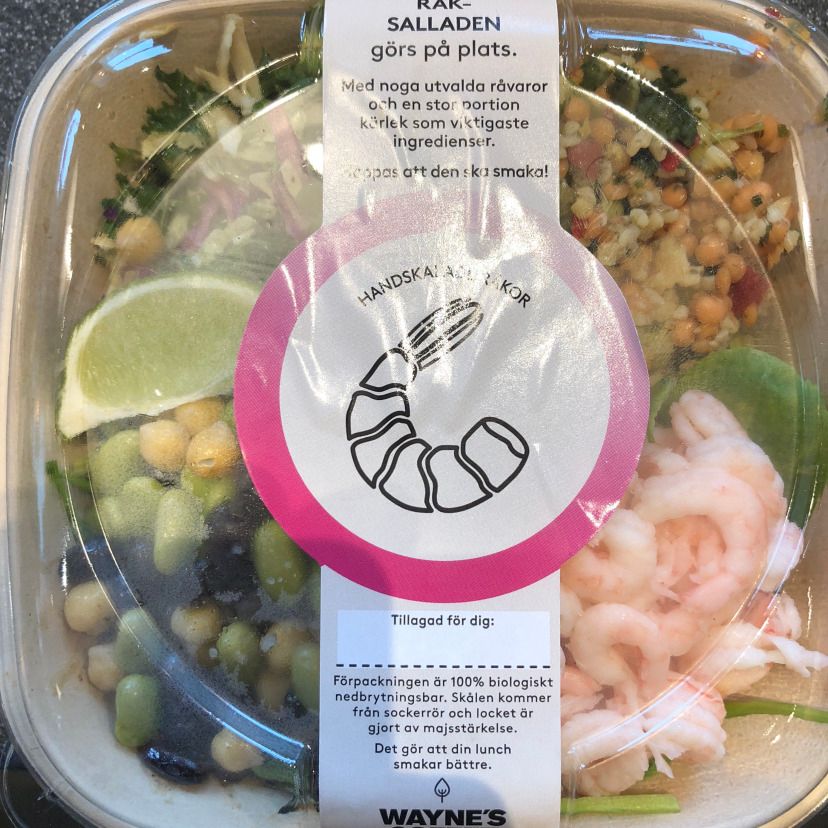 RÄK-
SALLADEN
görs på plats.
Med noga utvalda råvaror
och en stor portion
kärlek som viktigaste
ingredienser.
Hoppas att den ska smaka!
HANDSKALADE RÄKOR
Tillagad för dig:
Förpackningen är 100% biologiskt
nedbrytningsbar. Skålen kommer
från sockerrör och locket är
gjort av majsstärkelse.
Det gör att din lunch
smakar bättre.
WAYNE'S